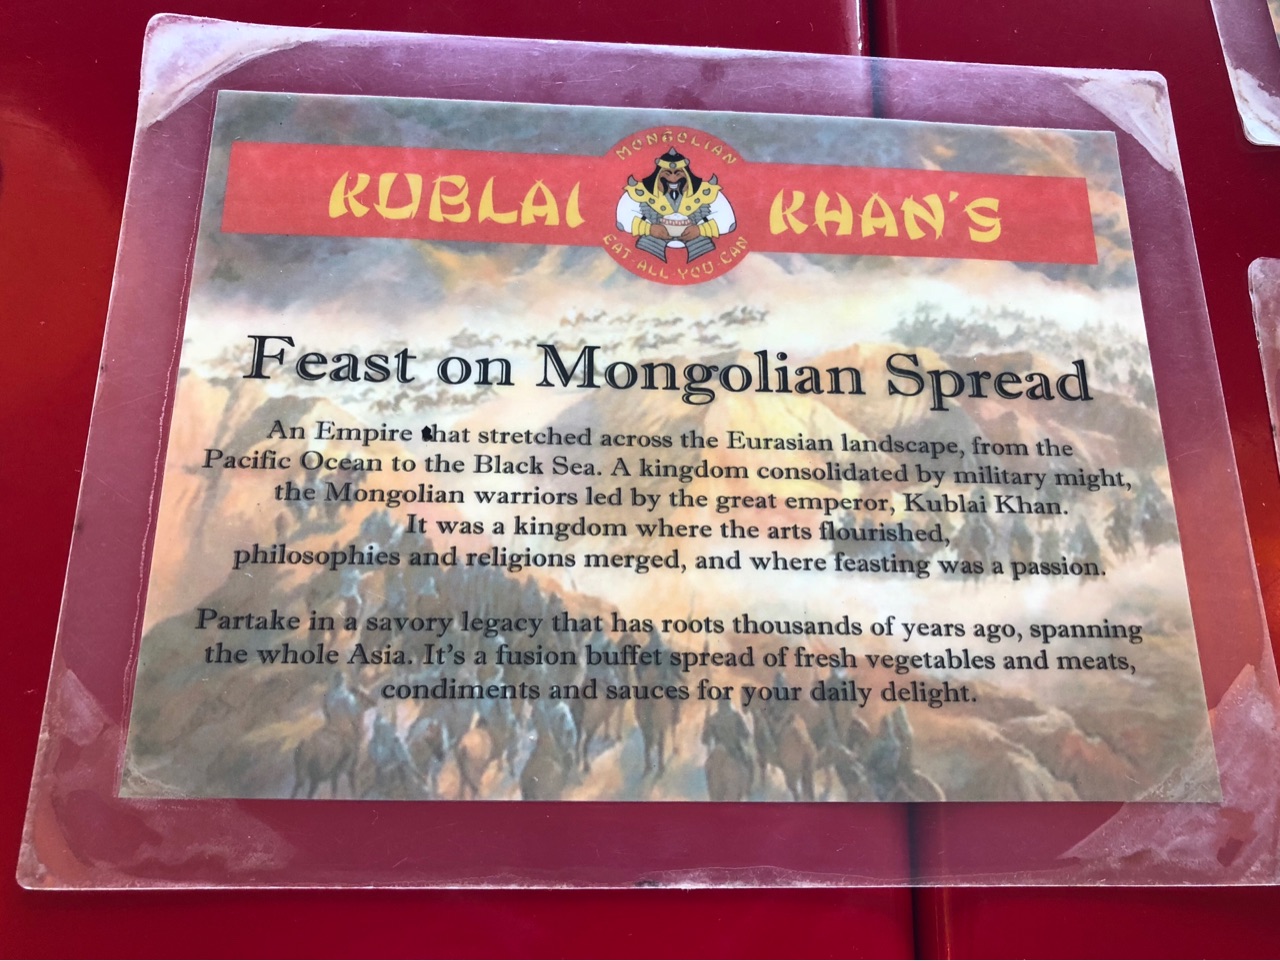 MONGOLIAN
KUBLAI KHAN'S
EAT-ALL-YOU-CAN
Feast on Mongolian Spread
An Empire that stretched across the Eurasian landscape, from the
Pacific Ocean to the Black Sea. A kingdom consolidated by military might,
the Mongolian warriors led by the great emperor, Kublai Khan.
It was a kingdom where the arts flourished,
philosophies and religions merged, and where feasting was a passion.
Partake in a savory legacy that has roots thousands of years ago, spanning
the whole Asia. It's a fusion buffet spread of fresh vegetables and meats,
condiments and sauces for your daily delight.